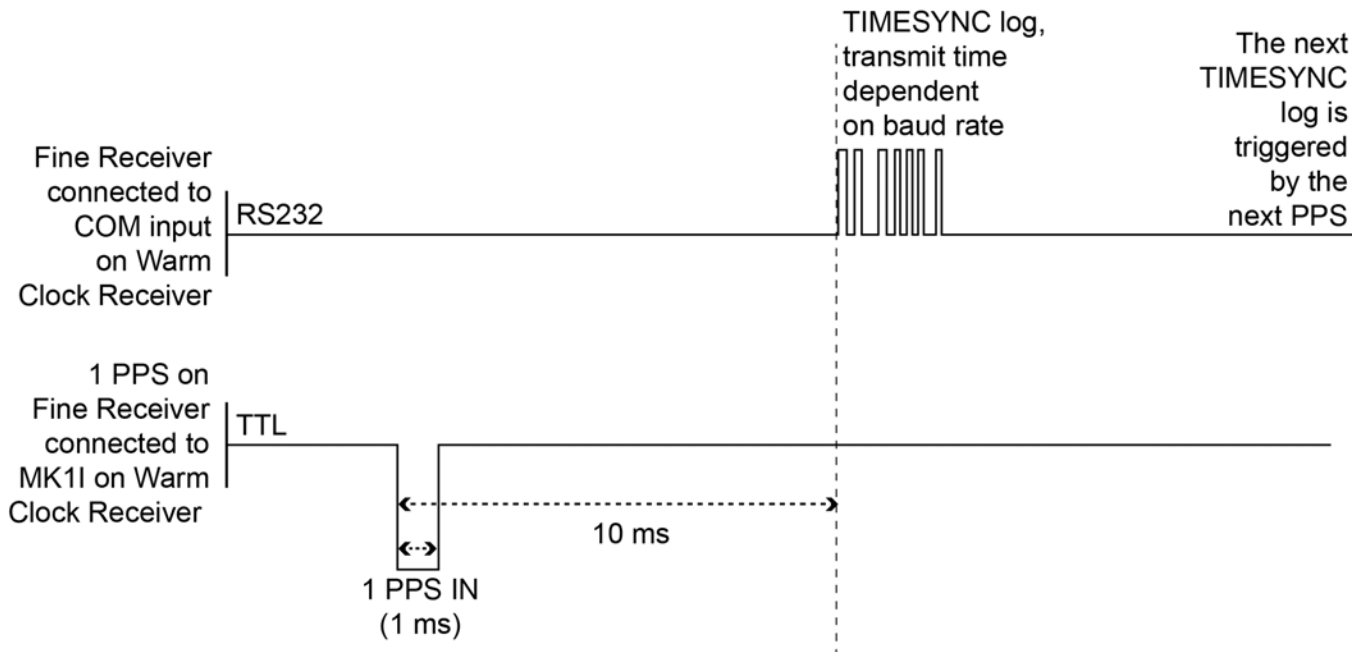 TIMESYNC log,
transmit time
dependent
on baud rate
The next
TIMESYNC
log is
triggered
by the
next PPS
Fine Receiver
connected to
COM input
on Warm
Clock Receiver
RS232
1 PPS on
Fine Receiver
connected to
MK1I on Warm
Clock Receiver
TTL
10 ms
1 PPS IN
(1 ms)